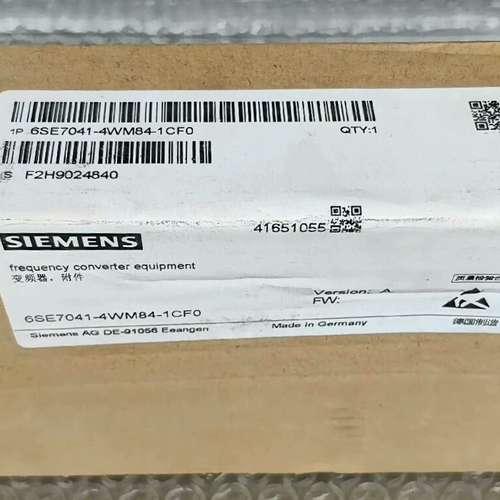 1P 6SE7041-4WM84-1CF0 QTY:1
S F2H9024840
41651055
SIEMENS
frequency converter equipment
变频器、附件
Version: A
FW:
6SE7041-4WM84-1CF0
Siemens AG DE-91056 Eeangen
Made in Germany